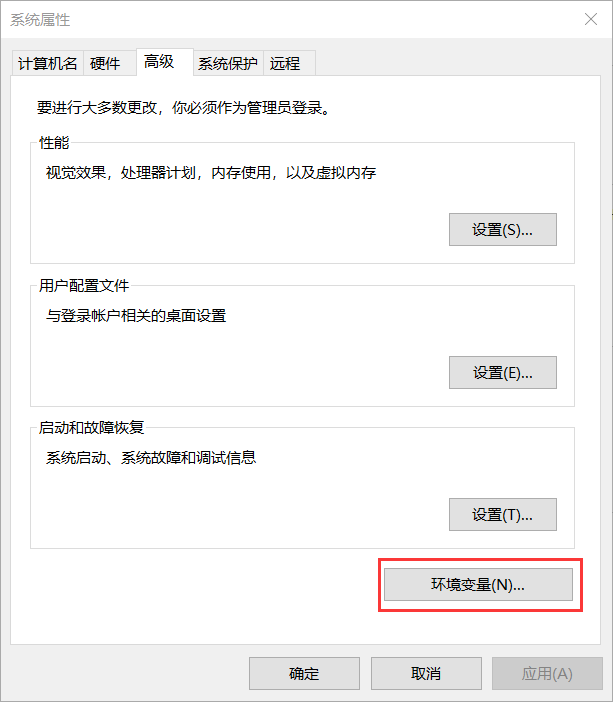 系统属性
计算机名 硬件 高级 系统保护 远程
要进行大多数更改，你必须作为管理员登录。
性能
视觉效果，处理器计划，内存使用，以及虚拟内存
设置(S)...
用户配置文件
与登录帐户相关的桌面设置
设置(E)...
启动和故障恢复
系统启动、系统故障和调试信息
设置(T)...
环境变量(N)...
确定 取消 应用(A)